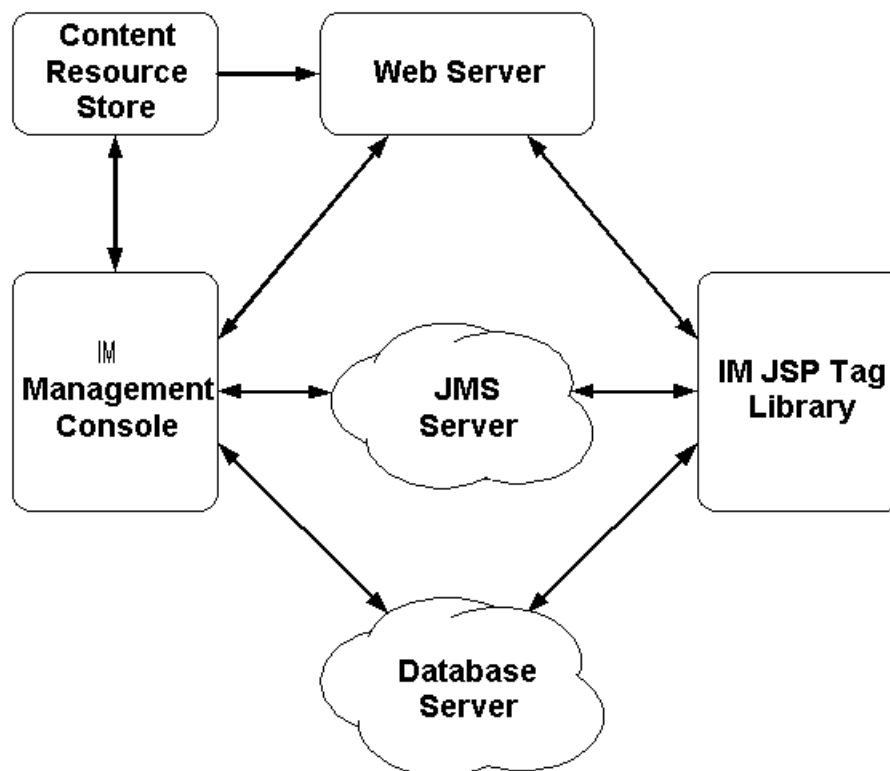 Content
Resource
Store
Web Server
IM
Management
Console
JMS
Server
IM JSP Tag
Library
Database
Server